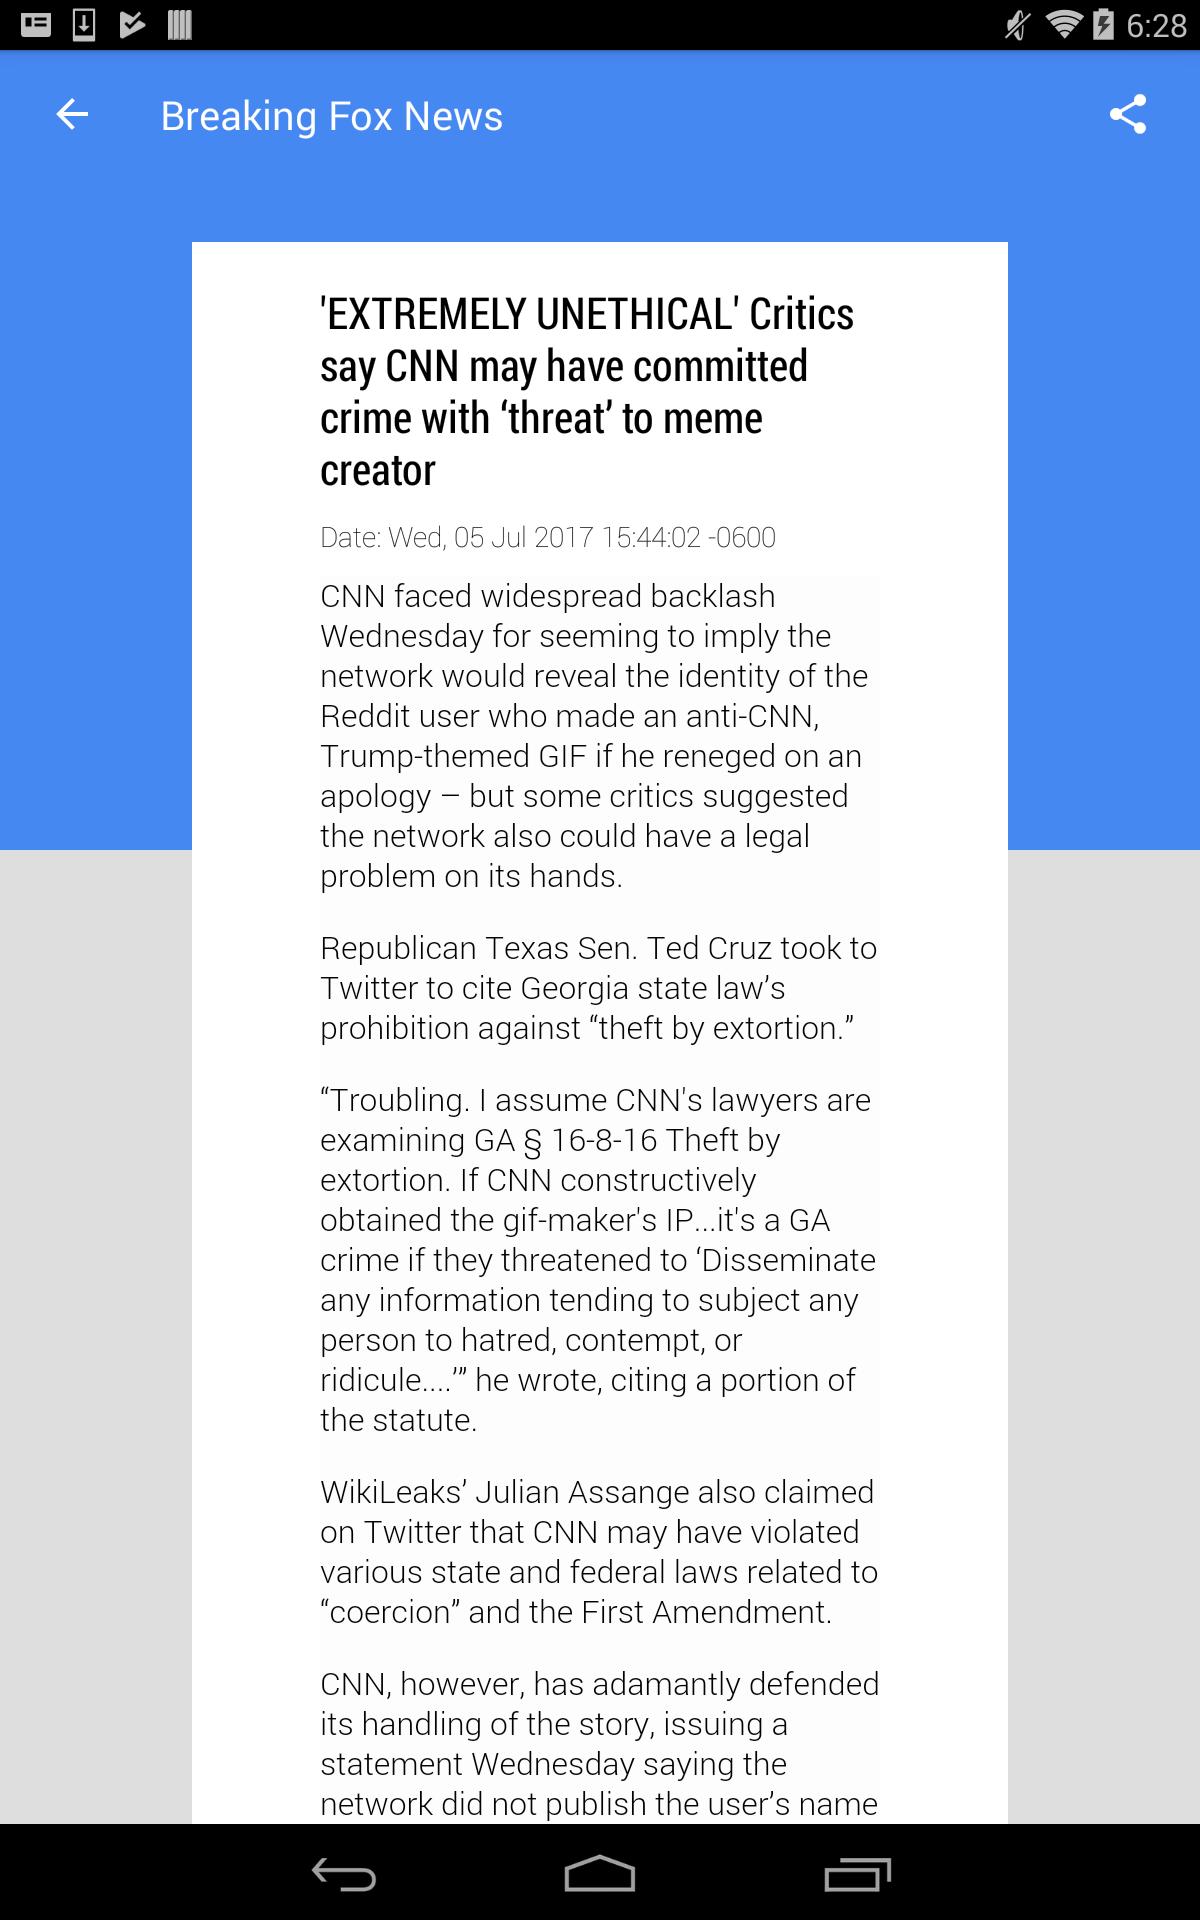 6:28
Breaking Fox News
'EXTREMELY UNETHICAL' Critics
say CNN may have committed
crime with ‘threat’ to meme
creator
Date: Wed, 05 Jul 2017 15:44:02 -0600
CNN faced widespread backlash
Wednesday for seeming to imply the
network would reveal the identity of the
Reddit user who made an anti-CNN,
Trump-themed GIF if he reneged on an
apology – but some critics suggested
the network also could have a legal
problem on its hands.
Republican Texas Sen. Ted Cruz took to
Twitter to cite Georgia state law’s
prohibition against “theft by extortion.”
“Troubling. I assume CNN's lawyers are
examining GA § 16-8-16 Theft by
extortion. If CNN constructively
obtained the gif-maker's IP...it's a GA
crime if they threatened to ‘Disseminate
any information tending to subject any
person to hatred, contempt, or
ridicule....’” he wrote, citing a portion of
the statute.
WikiLeaks’ Julian Assange also claimed
on Twitter that CNN may have violated
various state and federal laws related to
“coercion” and the First Amendment.
CNN, however, has adamantly defended
its handling of the story, issuing a
statement Wednesday saying the
network did not publish the user’s name